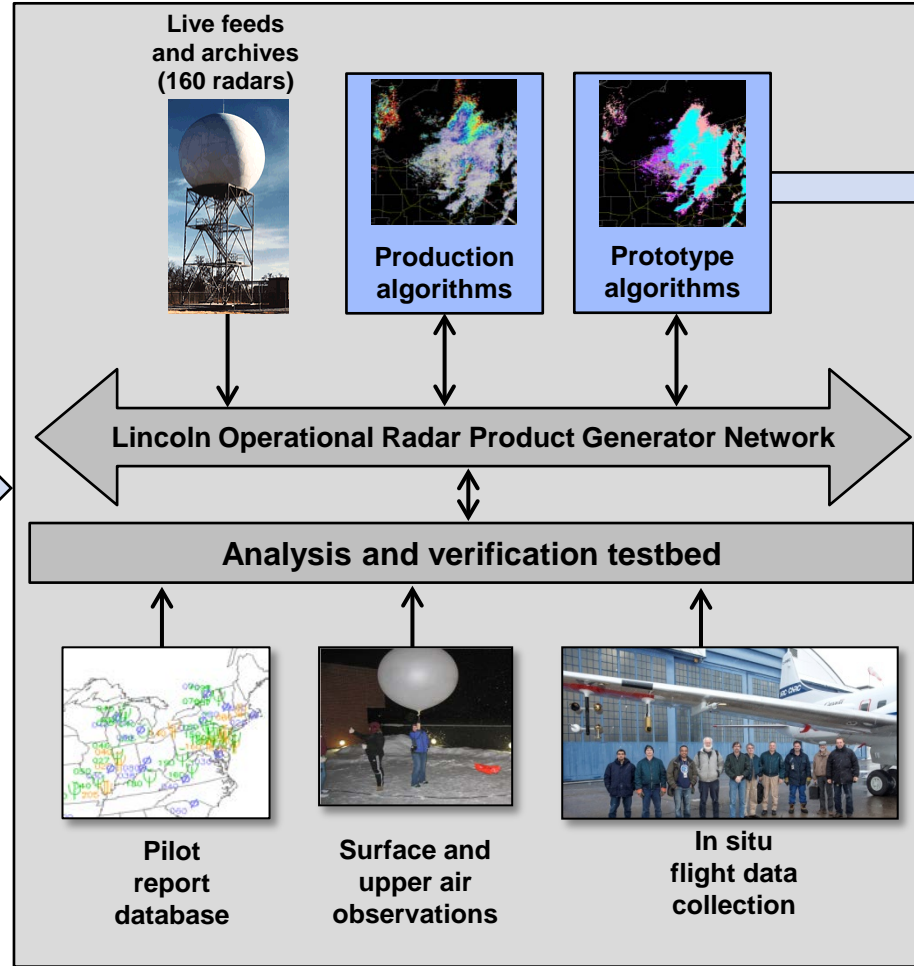 Live feeds
and archives
(160 radars)
Production
algorithms
Prototype
algorithms
Lincoln Operational Radar Product Generator Network
Analysis and verification testbed
Pilot
report
database
Surface and
upper air
observations
In situ
flight data
collection